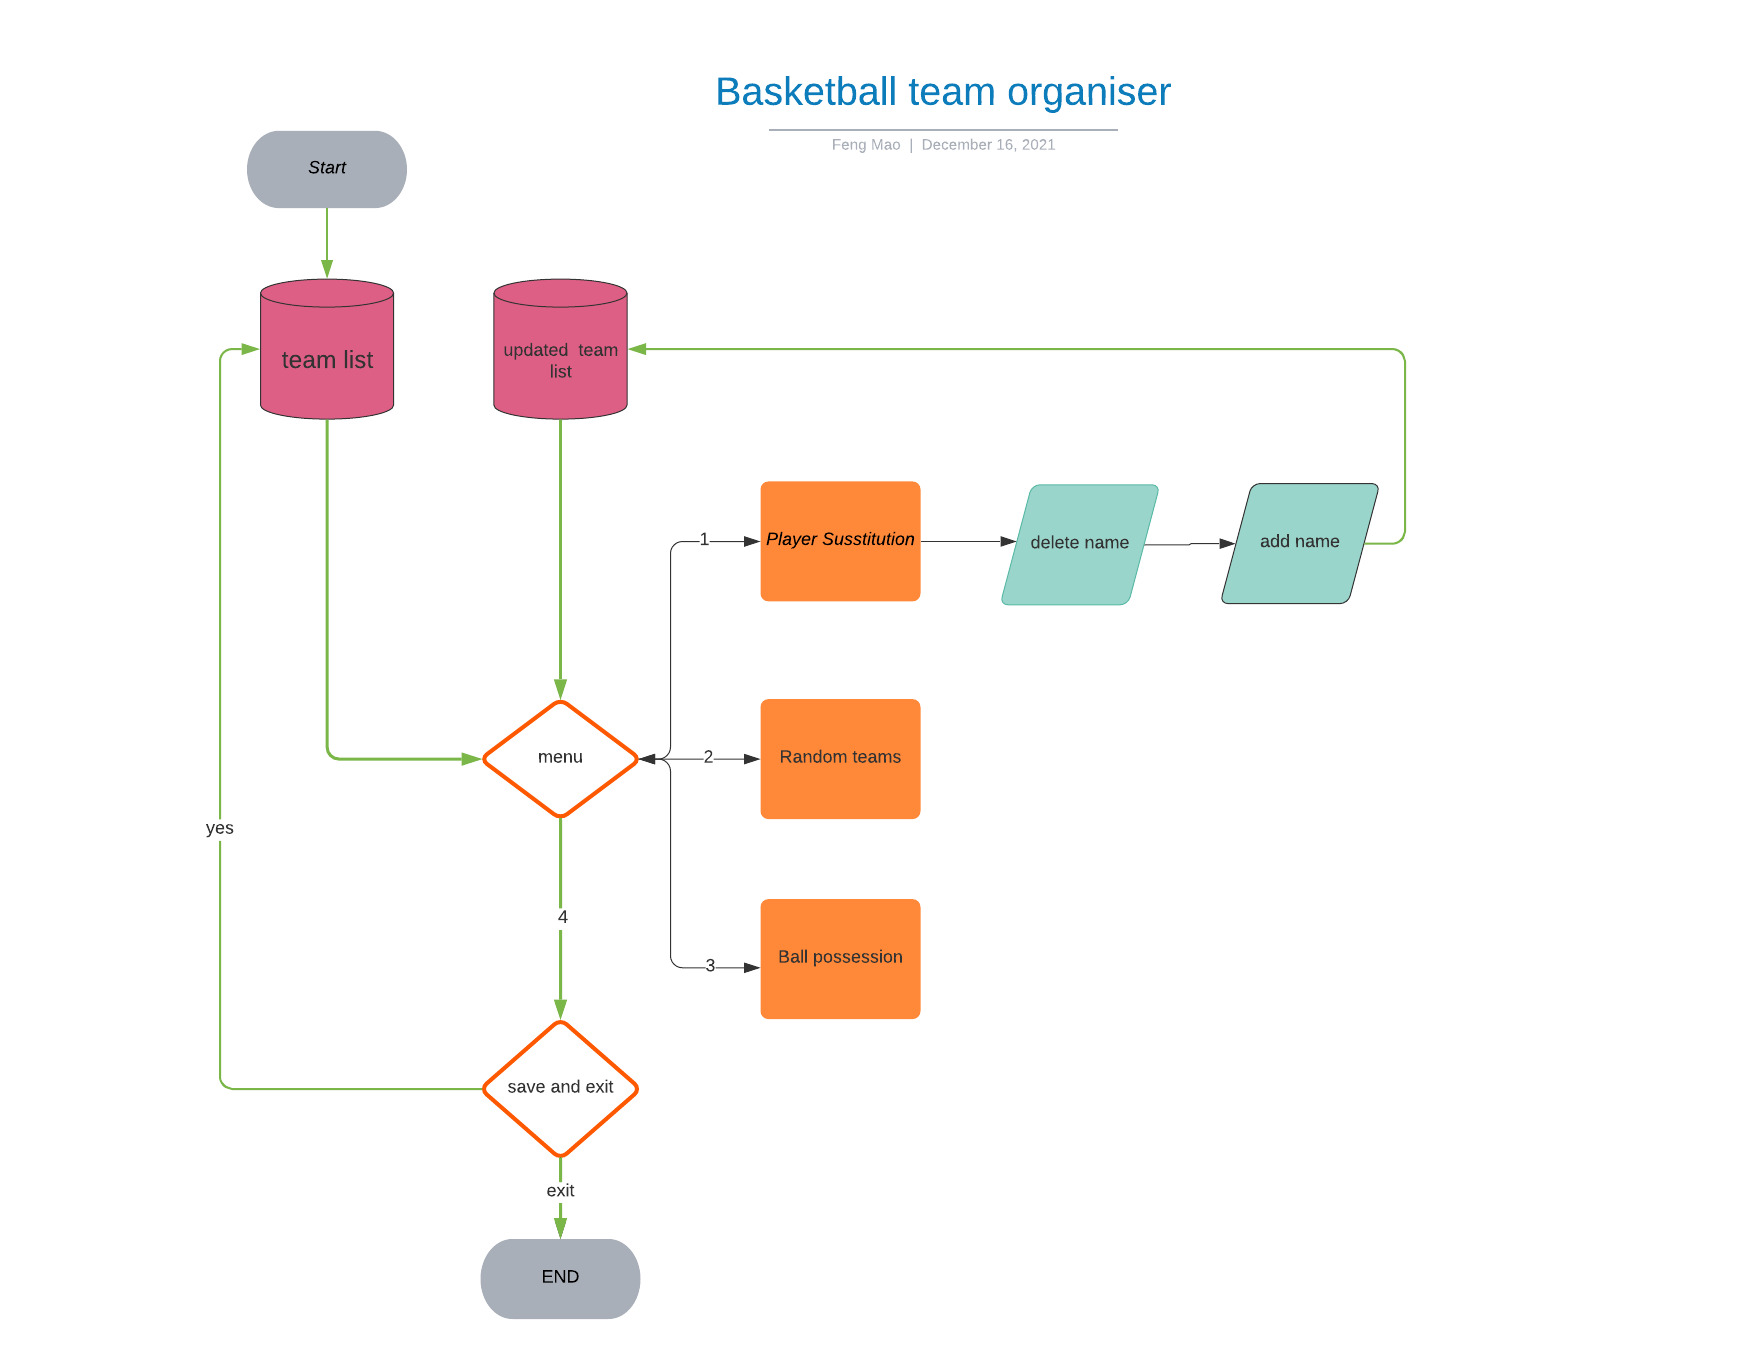 Basketball team organiser
Feng Mao | December 16, 2021
Start
team list
updated team
list
1
Player Susstitution
delete name
add name
menu
2
Random teams
yes
4
3
Ball possession
save and exit
exit
END